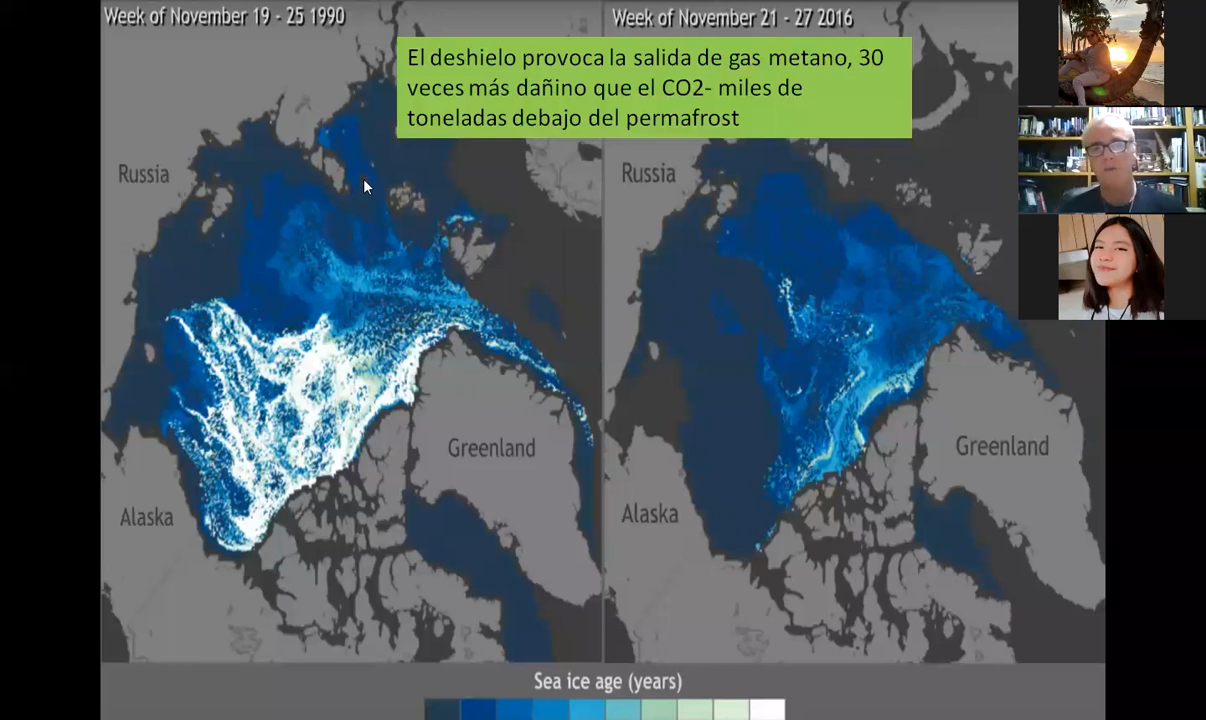 Week of November 19 - 25 1990
Week of November 21 - 27 2016
El deshielo provoca la salida de gas metano, 30
veces más dañino que el CO2- miles de
toneladas debajo del permafrost
Russia
Russia
Greenland
Greenland
Alaska
Alaska
Sea ice age (years)